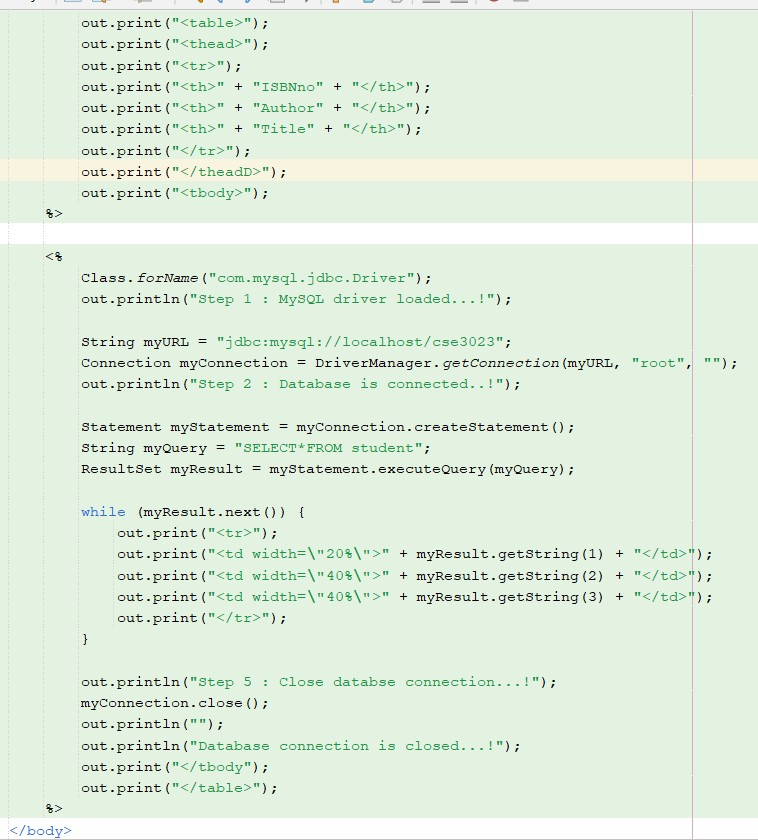 out.print("<table>");
out.print("<thead>");
out.print("<tr>");
out.print("<th>" + "ISBNno" + "</th>");
out.print("<th>" + "Author" + "</th>");
out.print("<th>" + "Title" + "</th>");
out.print("</tr>");
out.print("</theadD>");
out.print("<tbody>");
%>
<%
Class.forName("com.mysql.jdbc.Driver");
out.println("Step 1 : MySQL driver loaded...!");
String myURL = "jdbc:mysql://localhost/cse3023";
Connection myConnection = DriverManager.getConnection(myURL, "root", "");
out.println("Step 2 : Database is connected..!");
Statement myStatement = myConnection.createStatement();
String myQuery = "SELECT*FROM student";
ResultSet myResult = myStatement.executeQuery(myQuery);
while (myResult.next()) {
out.print("<tr>");
out.print("<td width=\"20%\">" + myResult.getString(1) + "</td>");
out.print("<td width=\"40%\">" + myResult.getString(2) + "</td>");
out.print("<td width=\"40%\">" + myResult.getString(3) + "</td>");
out.print("</tr>");
}
out.println("Step 5 : Close databse connection...!");
myConnection.close();
out.println("");
out.println("Database connection is closed...!");
out.print("</tbody");
out.print("</table>");
%>
</body>